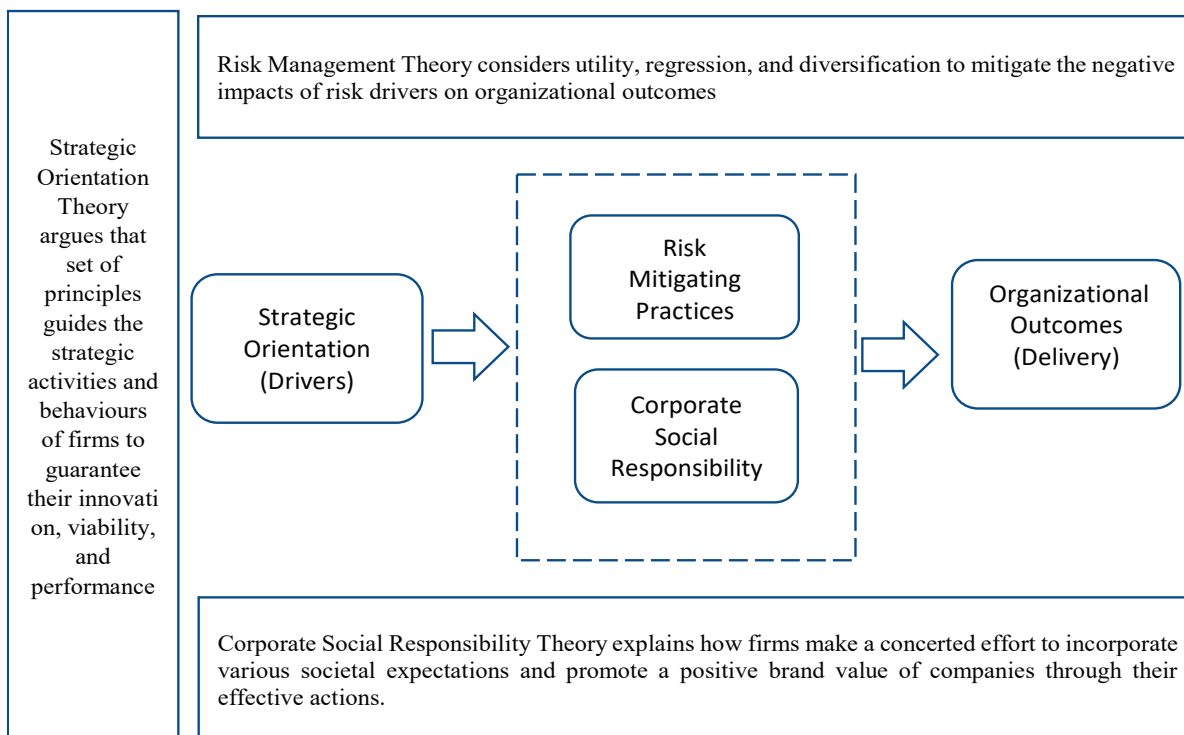 Strategic
Orientation
Theory
argues that
set of
principles
guides the
strategic
activities and
behaviours
of firms to
guarantee
their innovati
on, viability,
and
performance
Risk Management Theory considers utility, regression, and diversification to mitigate the negative
impacts of risk drivers on organizational outcomes
Strategic
Orientation
(Drivers)
Risk
Mitigating
Practices
Corporate
Social
Responsibility
Organizational
Outcomes
(Delivery)
Corporate Social Responsibility Theory explains how firms make a concerted effort to incorporate
various societal expectations and promote a positive brand value of companies through their
effective actions.